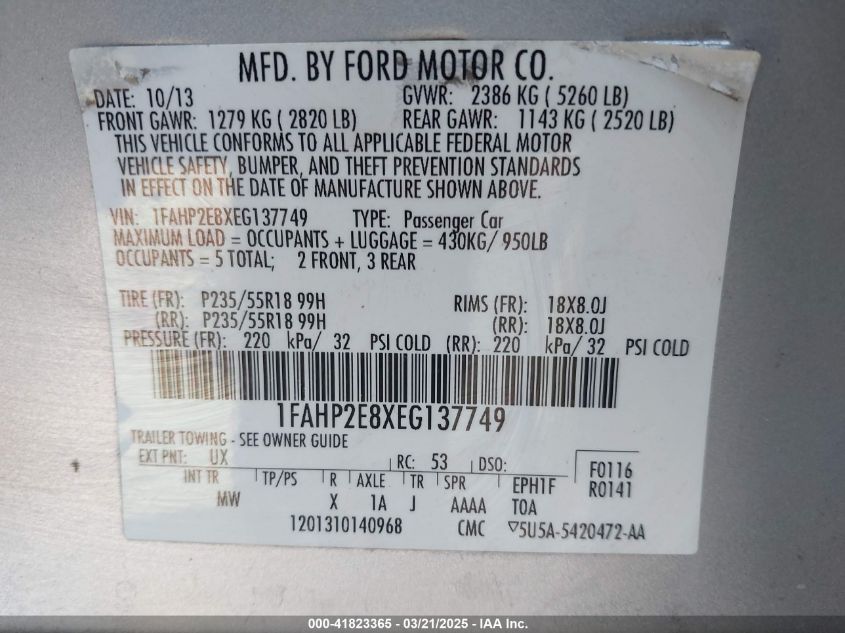 MFD. BY FORD MOTOR CO.
DATE: 10/13 GVWR: 2386 KG ( 5260 LB)
FRONT GAWR: 1279 KG ( 2820 LB) REAR GAWR: 1143 KG ( 2520 LB)
THIS VEHICLE CONFORMS TO ALL APPLICABLE FEDERAL MOTOR
VEHICLE SAFETY, BUMPER, AND THEFT PREVENTION STANDARDS
IN EFFECT ON THE DATE OF MANUFACTURE SHOWN ABOVE.
VIN: 1FAHP2E8XEG137749 TYPE: Passenger Car
MAXIMUM LOAD = OCCUPANTS + LUGGAGE = 430KG/ 950LB
OCCUPANTS = 5 TOTAL; 2 FRONT, 3 REAR
TIRE (FR): P235/55R18 99H RIMS (FR): 18X8.0J
(RR): P235/55R18 99H (RR): 18X8.0J
PRESSURE (FR): 220 kPa/ 32 PSI COLD (RR): 220 kPa/ 32 PSI COLD
1FAHP2E8XEG137749
TRAILER TOWING - SEE OWNER GUIDE
EXT PNT: UX RC: 53 DSO: F0116
INT TR TP/PS R AXLE TR SPR EPH1F R0141
MW X 1A J AAAA TOA
1201310140968 CMC ▽5U5A-5420472-AA
000-41823365 - 03/21/2025 - IAA Inc.